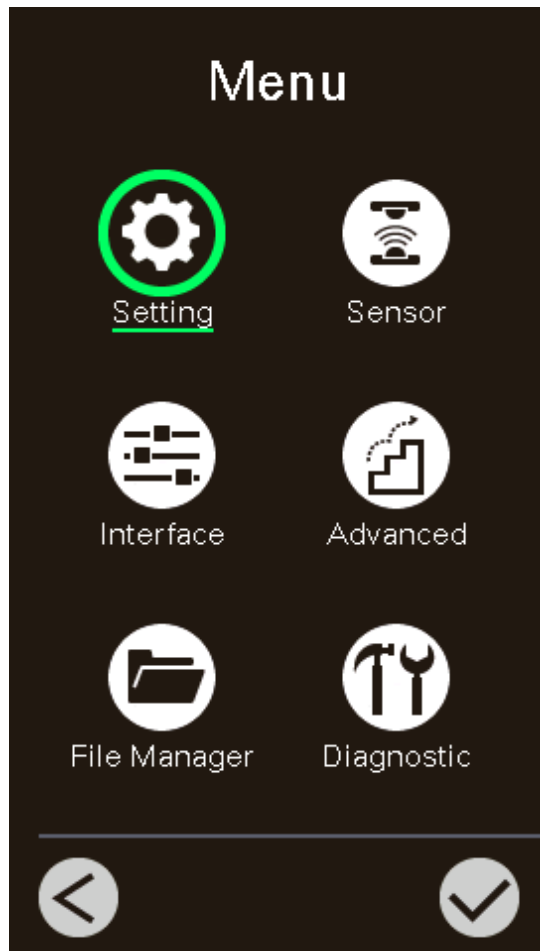 Menu
Setting
Sensor
Interface
Advanced
File Manager
Diagnostic